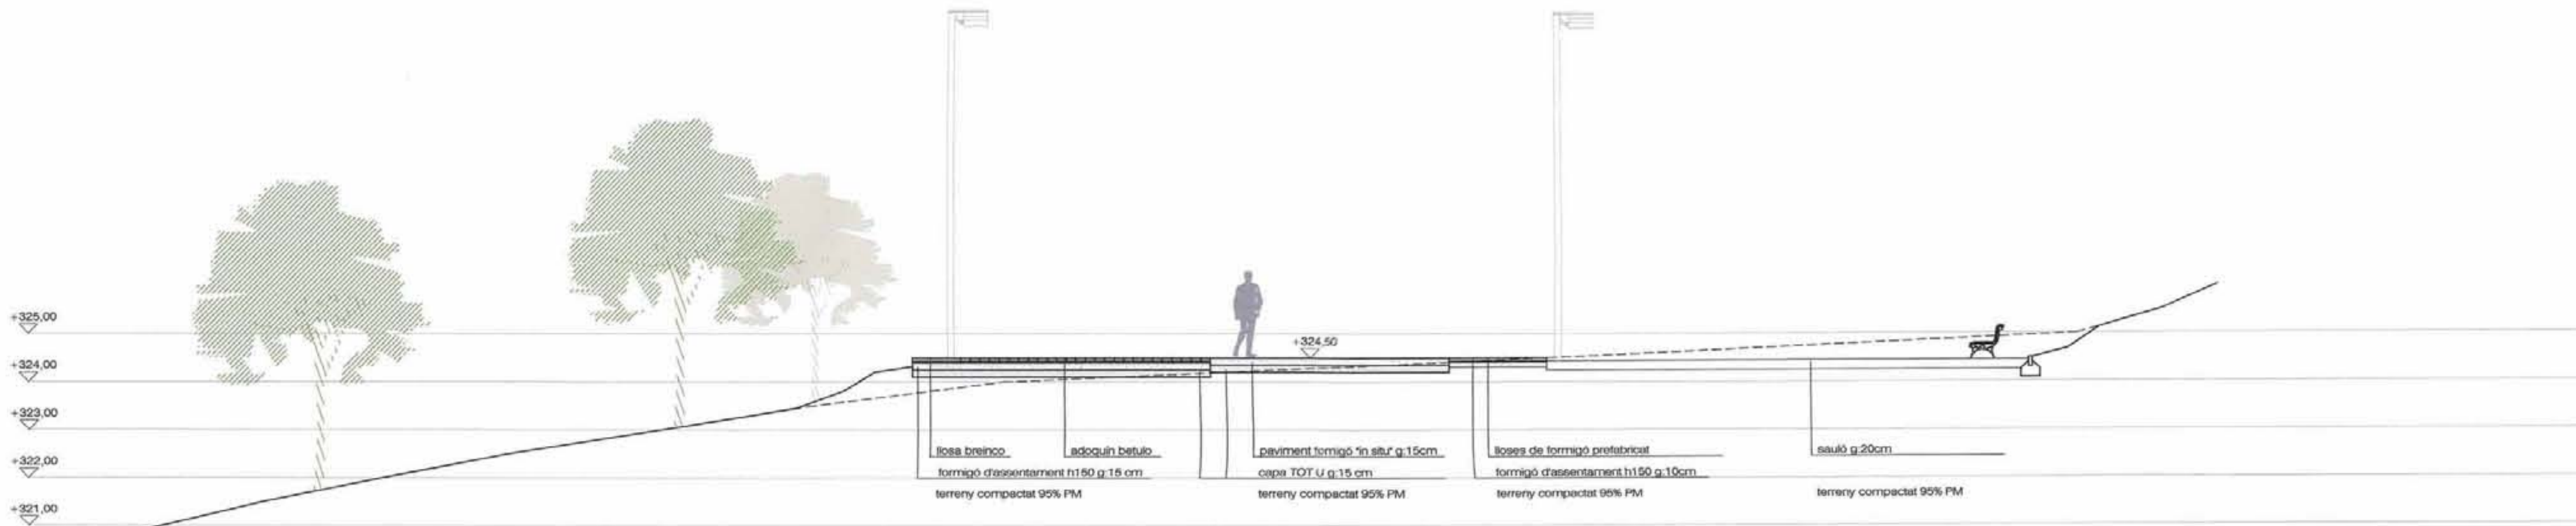 +325,00
+324,00
+323,00
+322,00
+321,00
+324,50
llosa breinco
adoquín betulo
formigó d'assentament h150 g:15 cm
terreny compactat 95% PM
paviment formigó "in situ" g:15cm
capa TOT U g:15 cm
terreny compactat 95% PM
lloses de formigó prefabricat
formigó d'assentament h150 g:10cm
terreny compactat 95% PM
sauló g:20cm
terreny compactat 95% PM